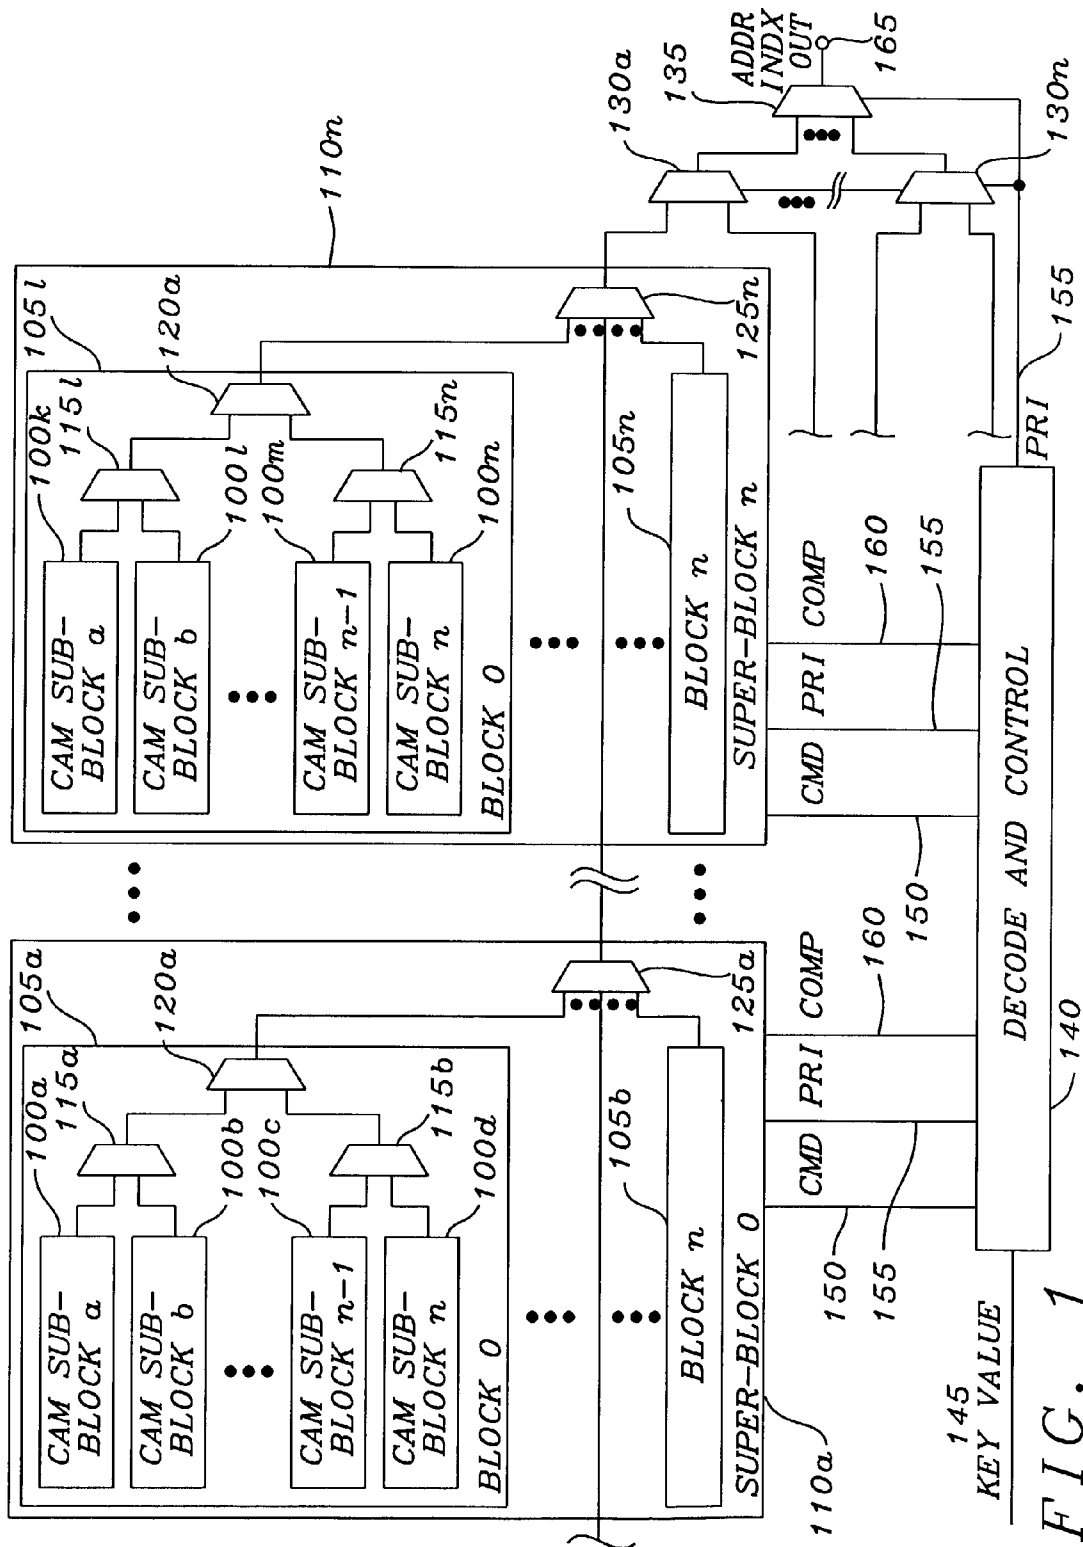 110n
105l
120a
100k
115l
CAM SUB-
BLOCK a
CAM SUB-
BLOCK b
100l
100m
CAM SUB-
BLOCK n-1
CAM SUB-
BLOCK n
115n
100n
BLOCK 0
125n
105n
BLOCK n
SUPER-BLOCK n
105a
120a
100a
115a
CAM SUB-
BLOCK a
CAM SUB-
BLOCK b
100b
100c
CAM SUB-
BLOCK n-1
CAM SUB-
BLOCK n
115b
100d
BLOCK 0
125a
105b
BLOCK n
SUPER-BLOCK 0
110a
130a
135
ADDR
INDX
OUT
165
130n
CMD
PRI
COMP
150
155
160
CMD
PRI
COMP
150
155
160
PRI
155
145
KEY VALUE
DECODE AND CONTROL
140
FIG. 1